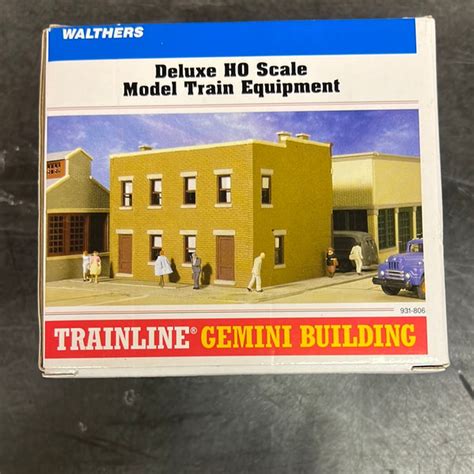 WALTHERS
Deluxe HO Scale
Model Train Equipment
931-806
TRAINLINE® GEMINI BUILDING